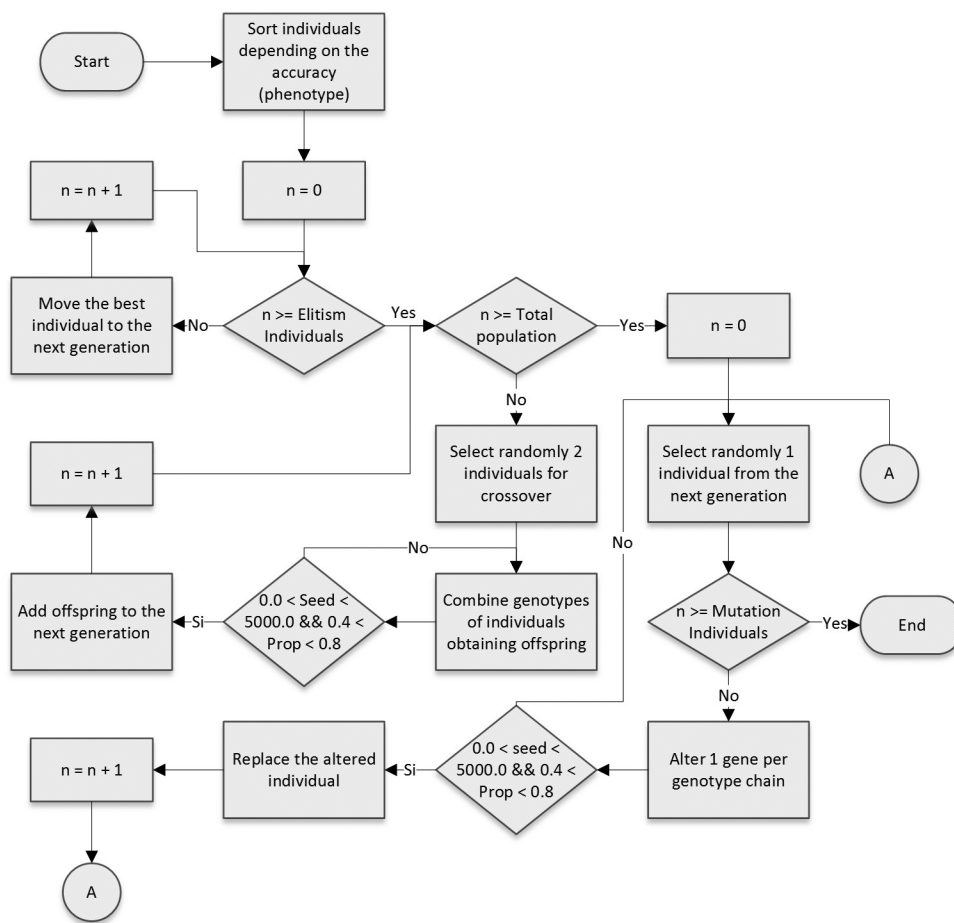 Start
Sort individuals
depending on the
accuracy
(phenotype)
n = n + 1
n = 0
Move the best
individual to the
next generation
No
n >= Elitism
Individuals
Yes
n >= Total
population
Yes
n = 0
No
n = n + 1
Select randomly 2
individuals for
crossover
Select randomly 1
individual from the
next generation
A
No
No
Add offspring to the
next generation
Si
0.0 < Seed <
5000.0 && 0.4 <
Prop < 0.8
Combine genotypes
of individuals
obtaining offspring
n >= Mutation
Individuals
Yes
End
No
n = n + 1
Replace the altered
individual
Si
0.0 < seed <
5000.0 && 0.4 <
Prop < 0.8
Alter 1 gene per
genotype chain
A